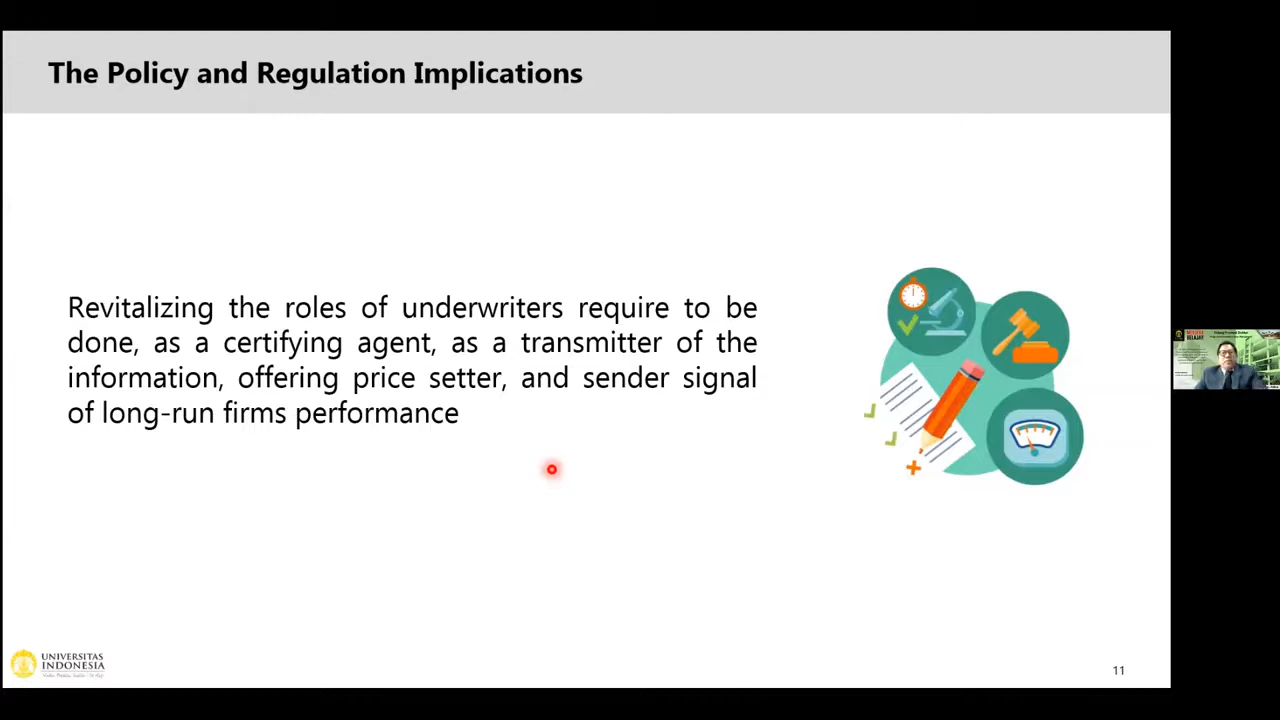 The Policy and Regulation Implications
Revitalizing the roles of underwriters require to be
done, as a certifying agent, as a transmitter of the
information, offering price setter, and sender signal
of long-run firms performance
UNIVERSITAS
INDONESIA
11